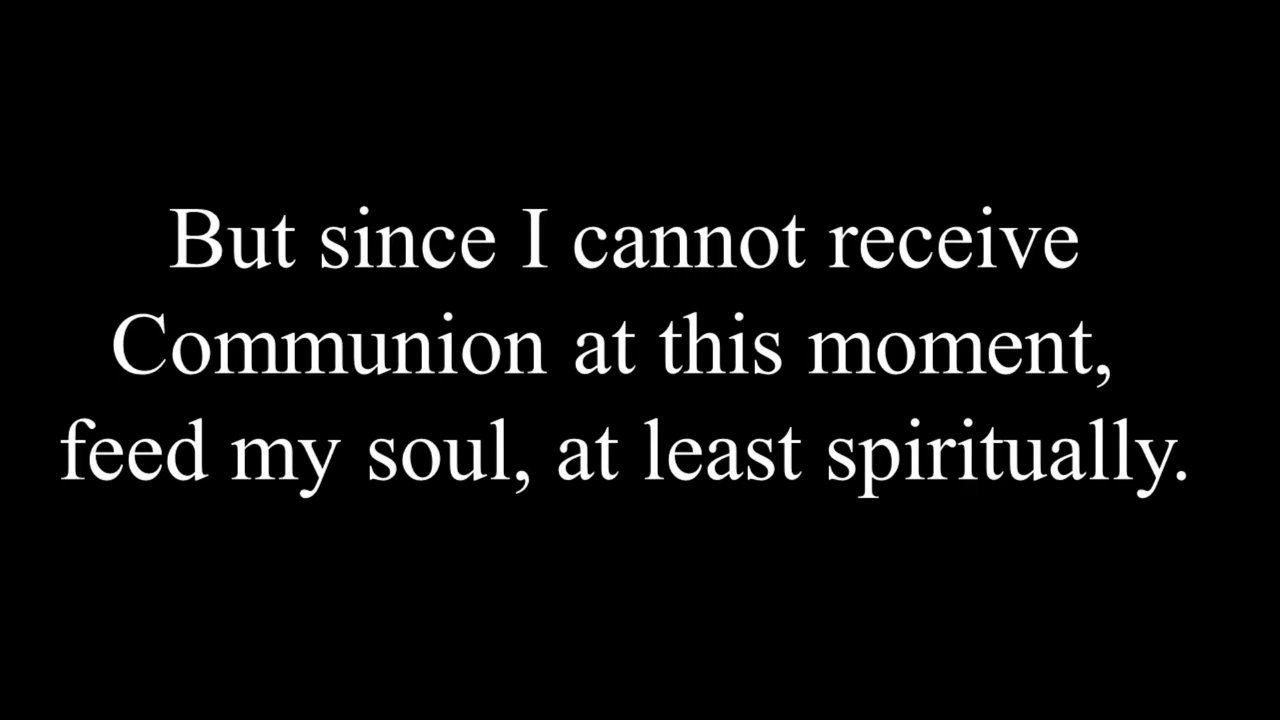 But since I cannot receive
Communion at this moment,
feed my soul, at least spiritually.